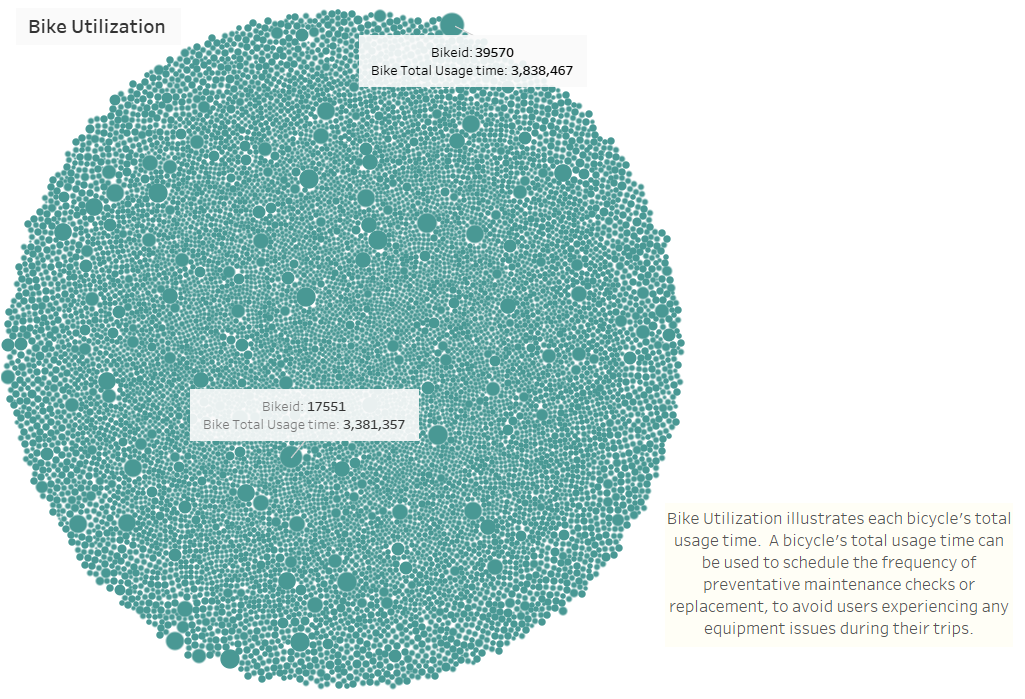 Bike Utilization
Bikeid: 39570
Bike Total Usage time: 3,838,467
Bikeid: 17551
Bike Total Usage time: 3,381,357
Bike Utilization illustrates each bicycle's total
usage time.  A bicycle's total usage time can
be used to schedule the frequency of
preventative maintenance checks or
replacement, to avoid users experiencing any
equipment issues during their trips.